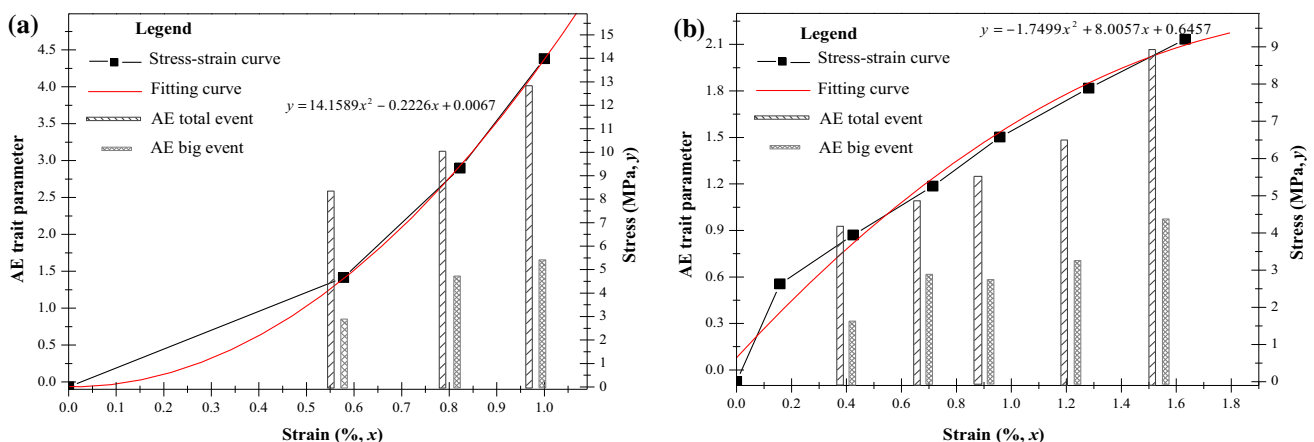 (a)
Legend
Stress-strain curve
Fitting curve
AE total event
AE big event
y = 14.1589x² − 0.2226x + 0.0067
AE trait parameter
4.5
4.0
3.5
3.0
2.5
2.0
1.5
1.0
0.5
0.0
Stress (MPa, y)
15
14
13
12
11
10
9
8
7
6
5
4
3
2
1
0
0.0 0.1 0.2 0.3 0.4 0.5 0.6 0.7 0.8 0.9 1.0
Strain (%, x)
(b)
Legend
Stress-strain curve
Fitting curve
AE total event
AE big event
y = −1.7499x² + 8.0057x + 0.6457
AE trait parameter
2.1
1.8
1.5
1.2
0.9
0.6
0.3
0.0
Stress (MPa, y)
9
8
7
6
5
4
3
2
1
0
0.0 0.2 0.4 0.6 0.8 1.0 1.2 1.4 1.6 1.8
Strain (%, x)